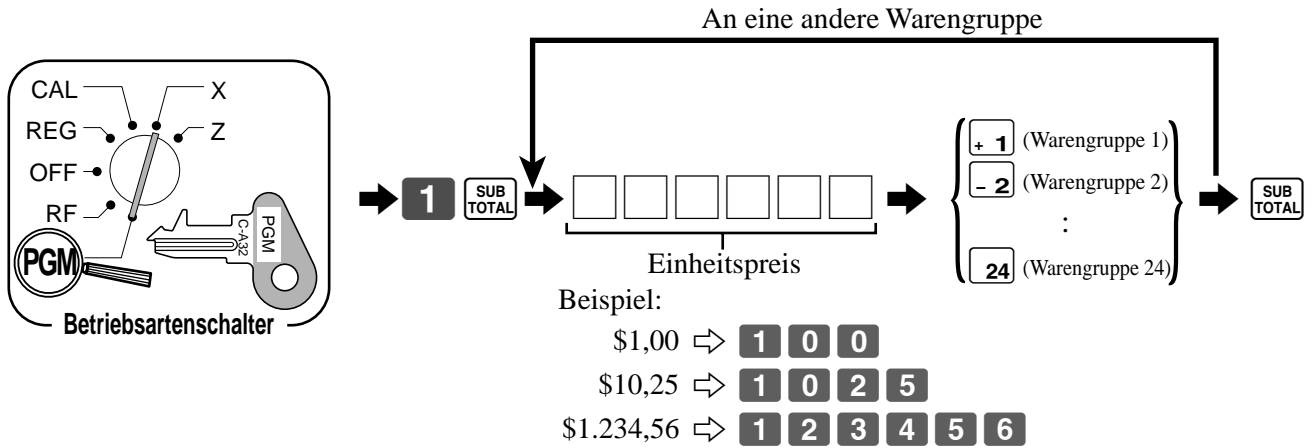 An eine andere Warengruppe
CAL X
REG Z
OFF
RF
PGM
PGM
C-A32
Betriebsartenschalter
1 SUB TOTAL
Einheitspreis
+ 1 (Warengruppe 1)
- 2 (Warengruppe 2)
:
24 (Warengruppe 24)
SUB TOTAL
Beispiel:
$1,00 ⇨ 1 0 0
$10,25 ⇨ 1 0 2 5
$1.234,56 ⇨ 1 2 3 4 5 6